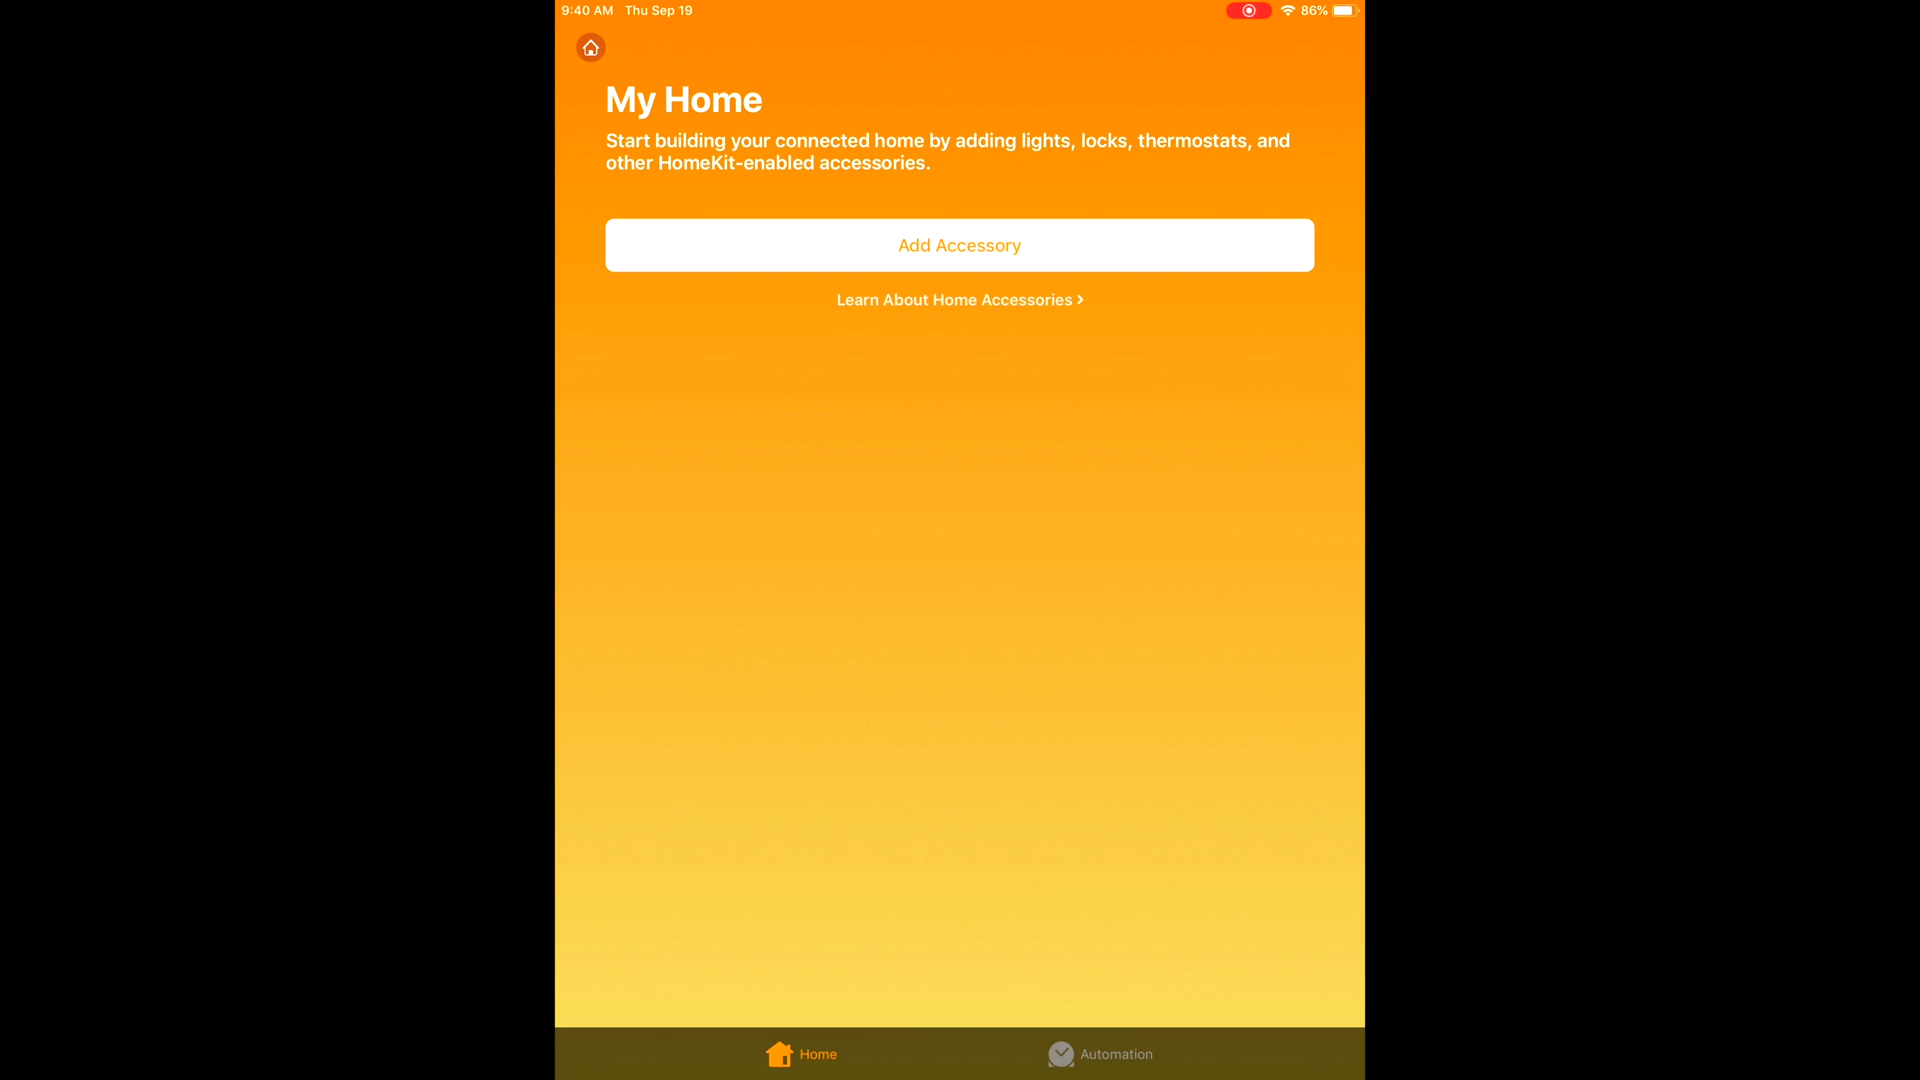 9:40 AM Thu Sep 19
86%
My Home
Start building your connected home by adding lights, locks, thermostats, and
other HomeKit-enabled accessories.
Add Accessory
Learn About Home Accessories
Home
Automation